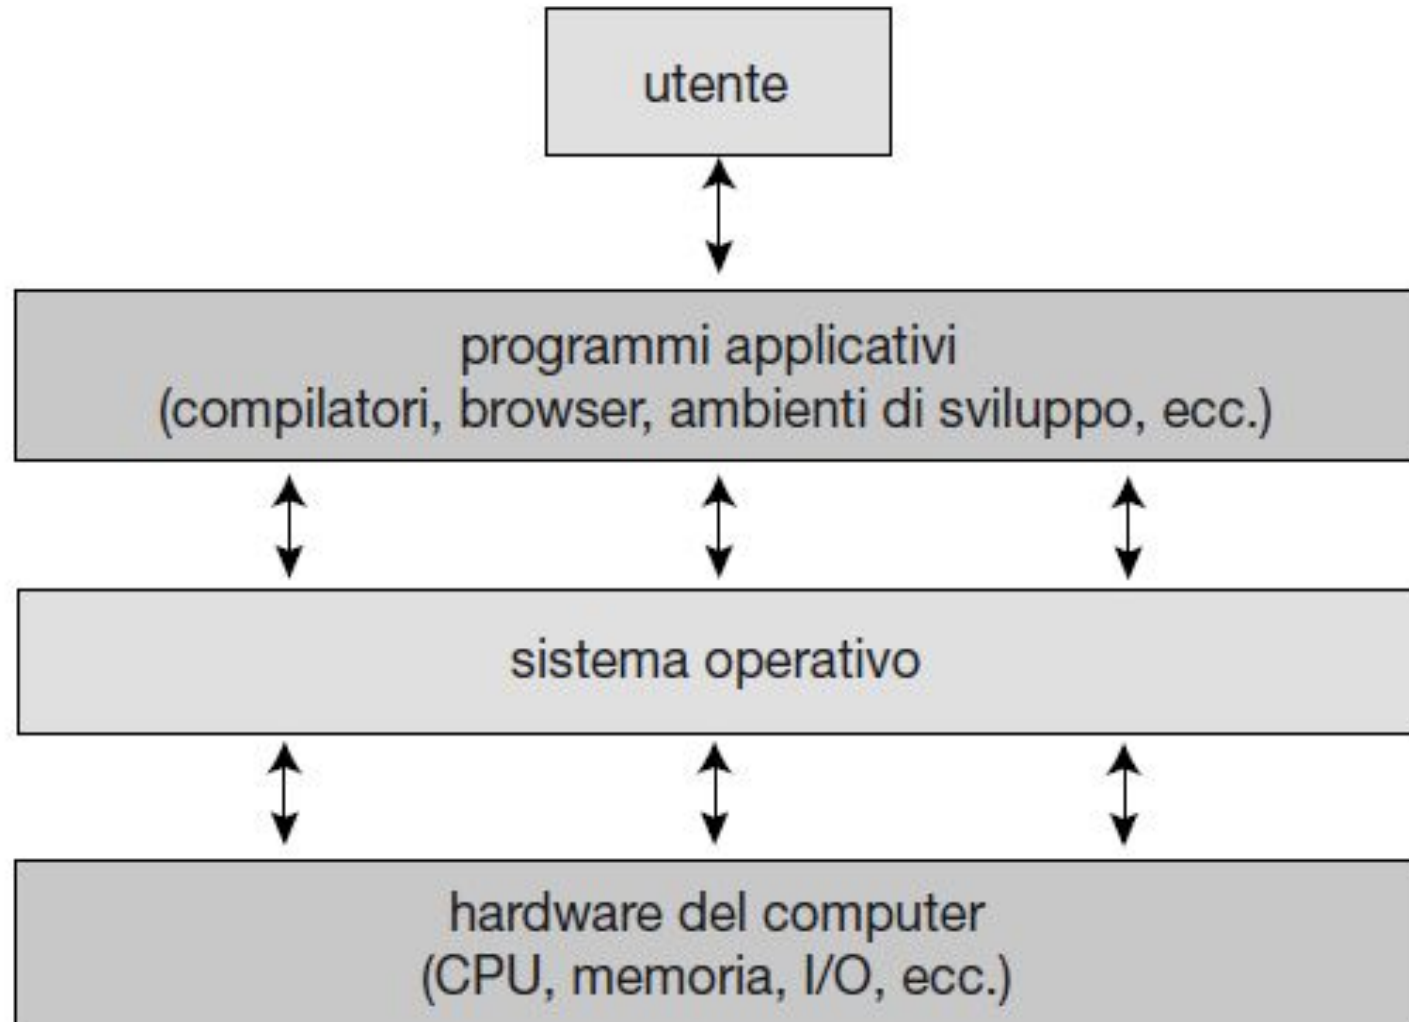 utente
programmi applicativi
(compilatori, browser, ambienti di sviluppo, ecc.)
sistema operativo
hardware del computer
(CPU, memoria, I/O, ecc.)